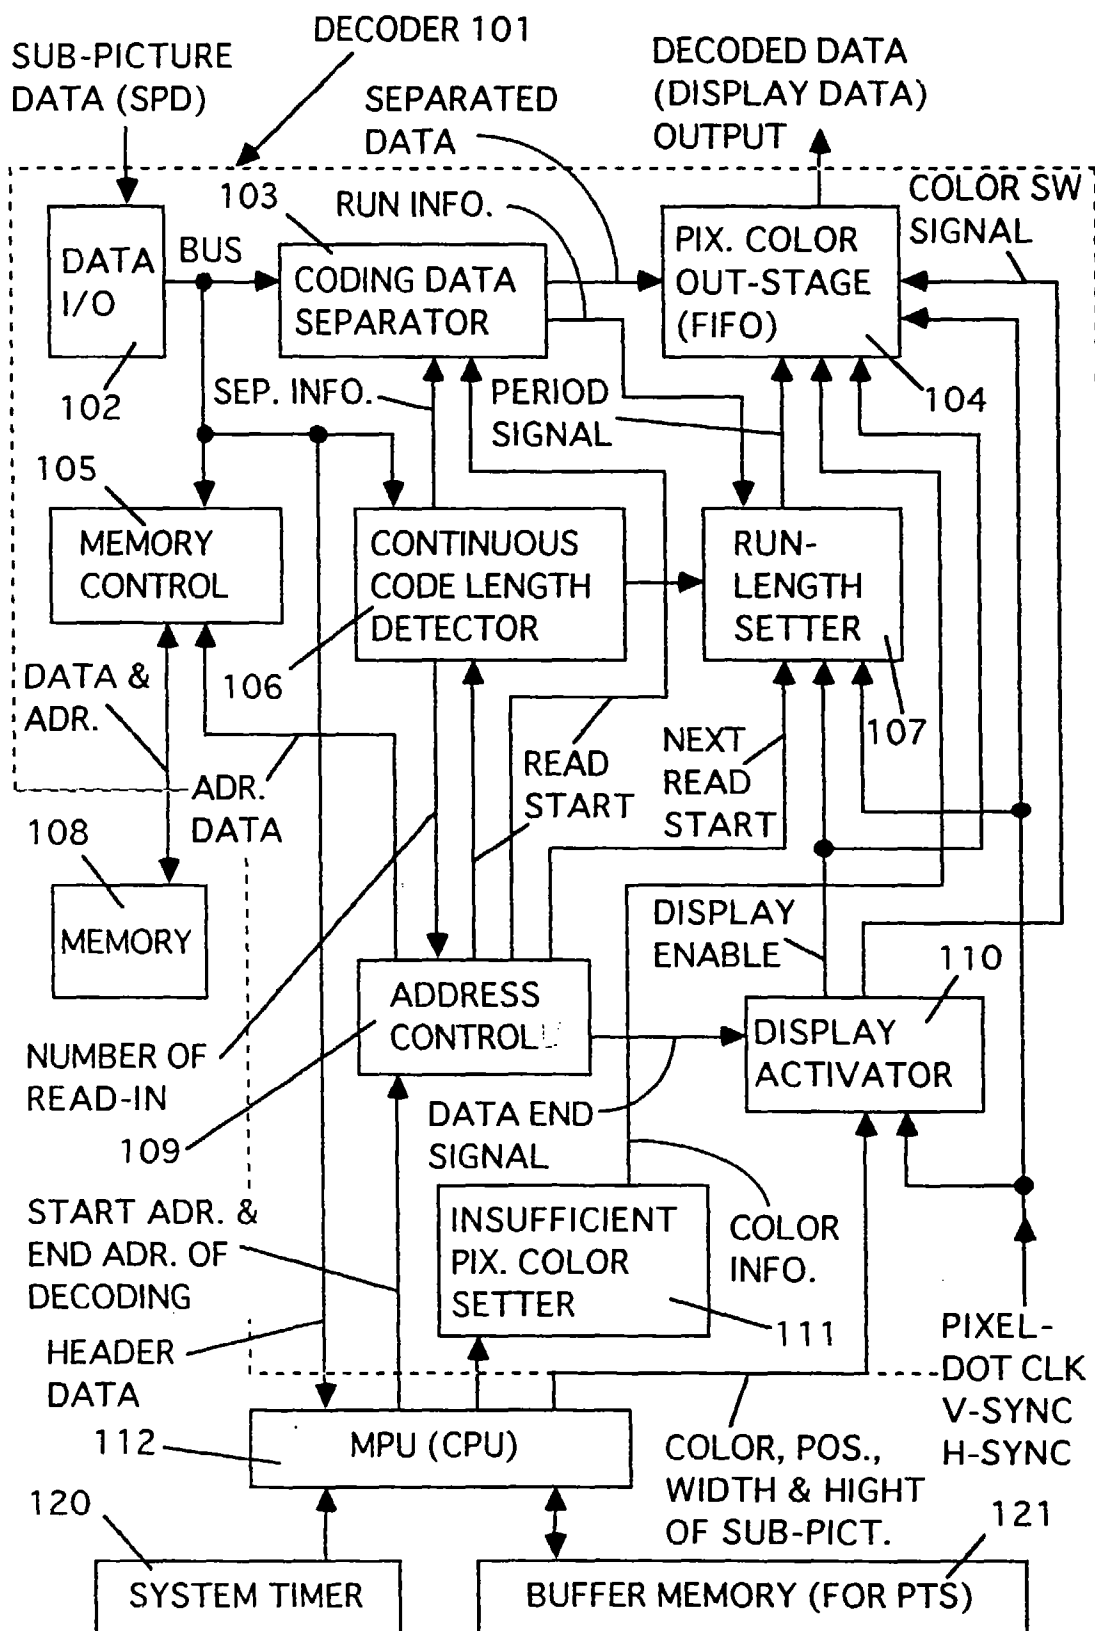 DECODER 101
SUB-PICTURE
DATA (SPD)
SEPARATED
DATA
DECODED DATA
(DISPLAY DATA)
OUTPUT
103
RUN INFO.
COLOR SW
SIGNAL
DATA
I/O
BUS
CODING DATA
SEPARATOR
PIX. COLOR
OUT-STAGE
(FIFO)
102
SEP. INFO.
PERIOD
SIGNAL
104
105
MEMORY
CONTROL
CONTINUOUS
CODE LENGTH
DETECTOR
RUN-
LENGTH
SETTER
DATA &
ADR.
106
107
READ
START
NEXT
READ
START
ADR.
DATA
108
MEMORY
DISPLAY
ENABLE
110
ADDRESS
CONTROL
DISPLAY
ACTIVATOR
NUMBER OF
READ-IN
109
DATA END
SIGNAL
START ADR. &
END ADR. OF
DECODING
INSUFFICIENT
PIX. COLOR
SETTER
COLOR
INFO.
111
HEADER
DATA
PIXEL-
DOT CLK
V-SYNC
H-SYNC
112
MPU (CPU)
COLOR, POS.,
WIDTH & HIGHT
OF SUB-PICT.
120
121
SYSTEM TIMER
BUFFER MEMORY (FOR PTS)